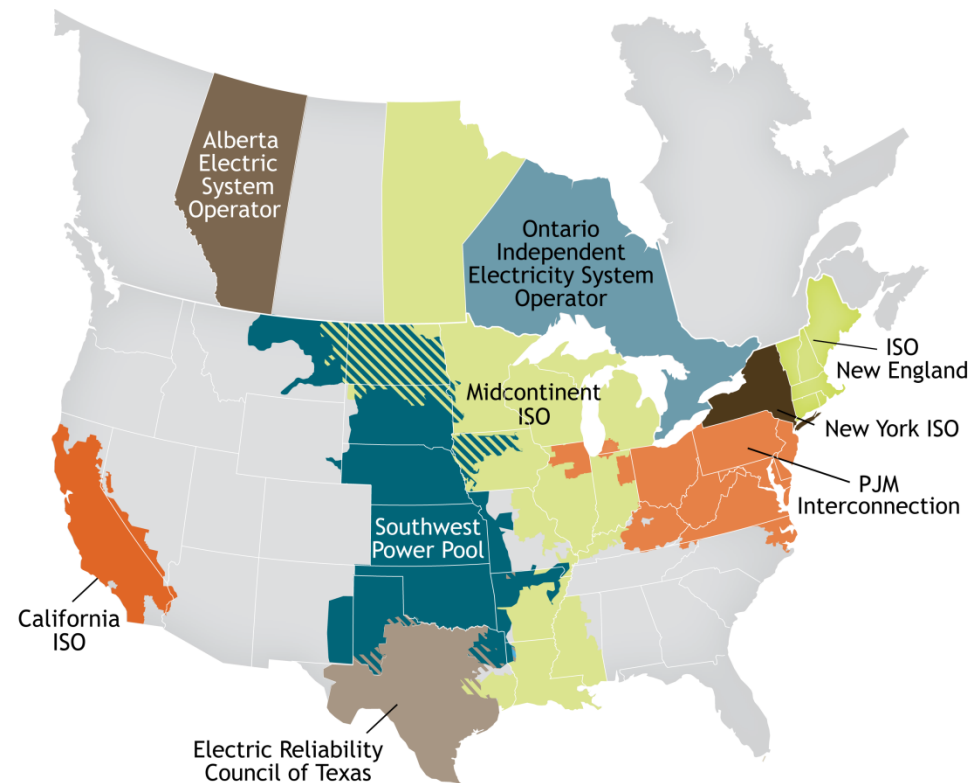 Alberta
Electric
System
Operator
Ontario
Independent
Electricity System
Operator
ISO
New England
Midcontinent
ISO
New York ISO
PJM
Interconnection
Southwest
Power Pool
California
ISO
Electric Reliability
Council of Texas